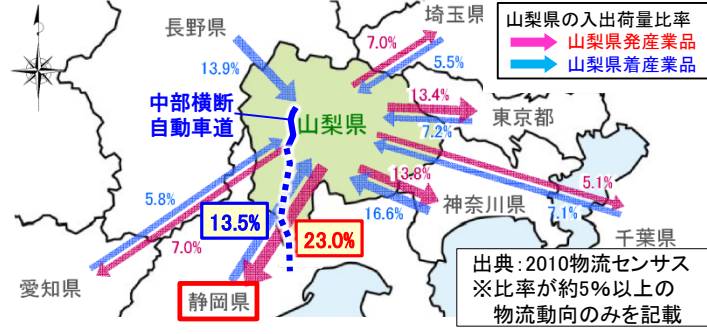 長野県
埼玉県
山梨県の入出荷量比率
山梨県発産業品
山梨県着産業品
7.0%
5.5%
13.9%
13.4%
東京都
中部横断
自動車道
山梨県
7.2%
5.8%
13.8%
5.1%
16.6%
神奈川県
7.1%
千葉県
13.5%
23.0%
7.0%
愛知県
静岡県
出典:2010物流センサス
※比率が約5%以上の
物流動向のみを記載